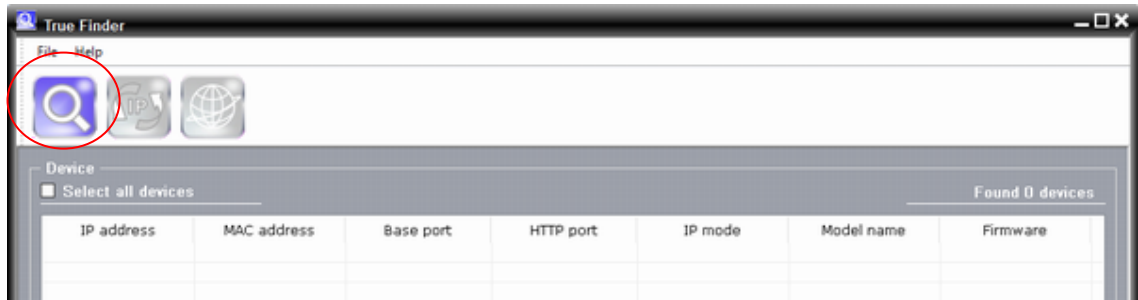 True Finder
File Help
IP
Device
Select all devices
Found 0 devices
IP address MAC address Base port HTTP port IP mode Model name Firmware